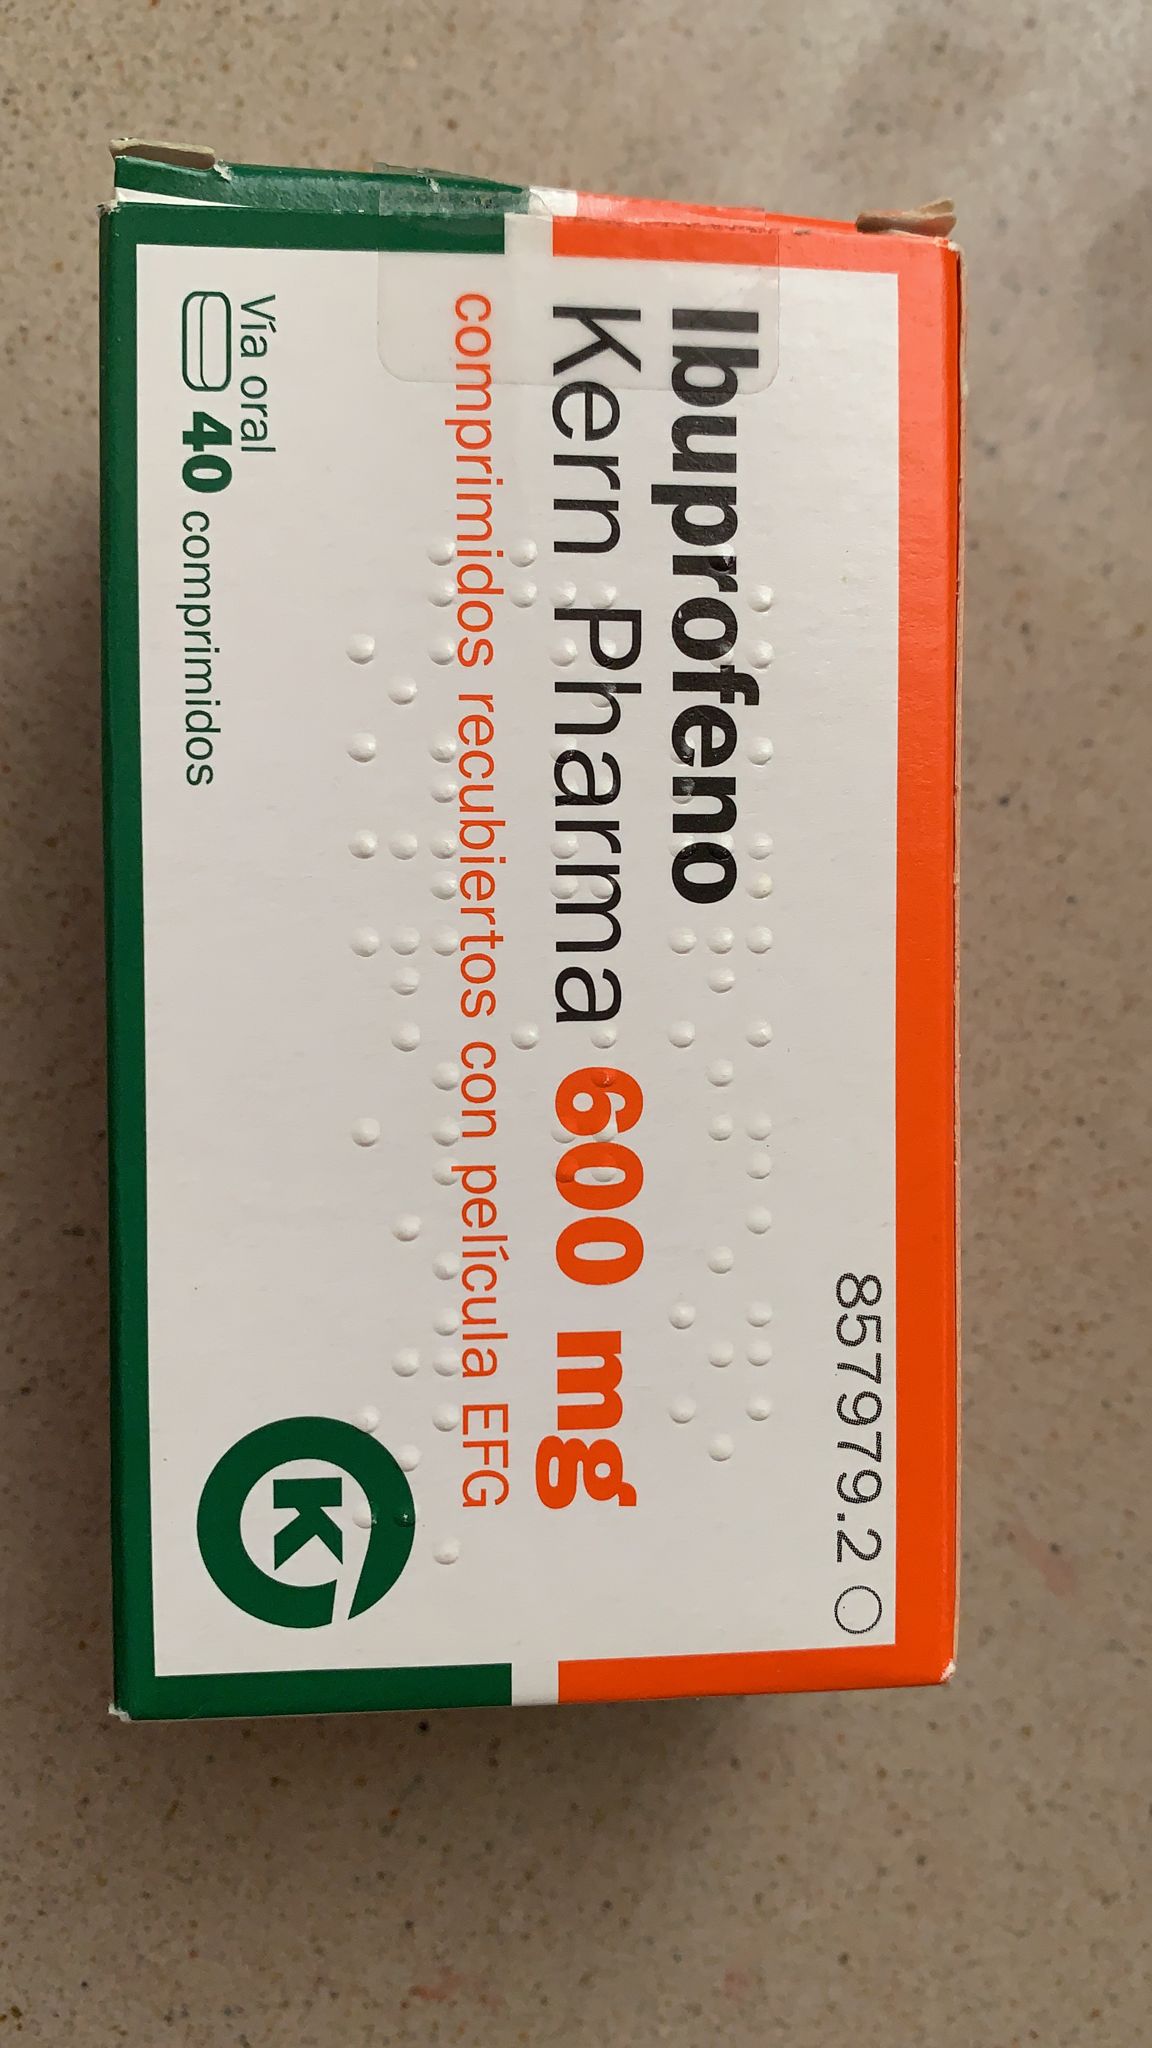 857979.2
Ibuprofeno
Kern Pharma 600 mg
comprimidos recubiertos con película EFG
Vía oral
40 comprimidos
K